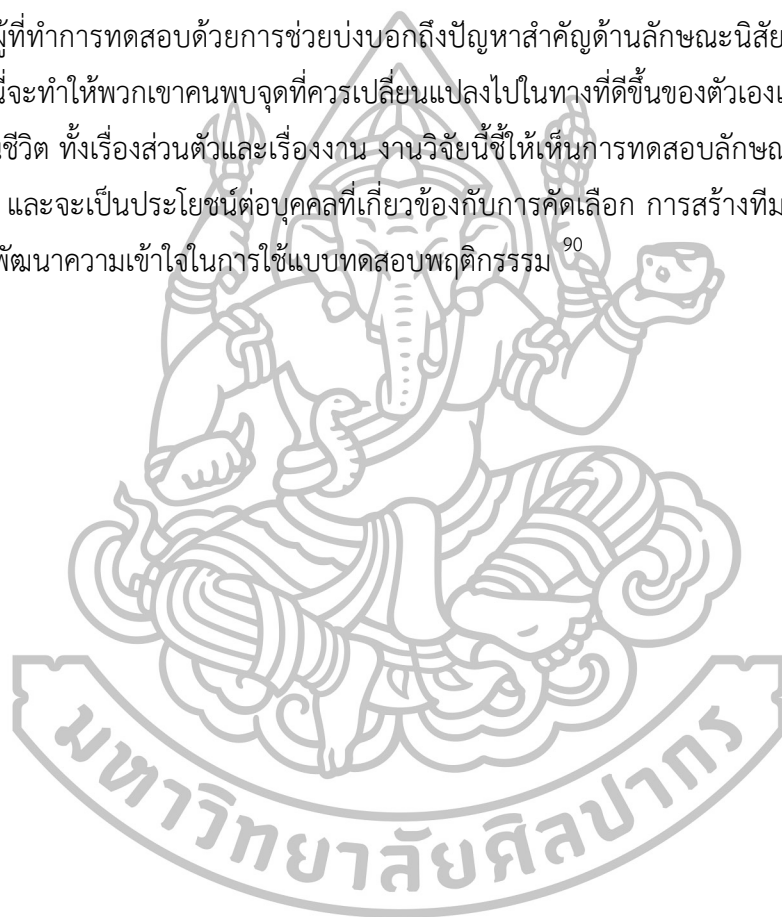 ผู้ที่ทำการทดสอบด้วยการช่วยบ่งบอกถึงปัญหาสำคัญด้านลักษณะนิสัย
นี่จะทำให้พวกเขาคนพบจุดที่ควรเปลี่ยนแปลงไปในทางที่ดีขึ้นของตัวเอง
ชีวิต ทั้งเรื่องส่วนตัวและเรื่องงาน งานวิจัยนี้ชี้ให้เห็นการทดสอบลักษณ
และจะเป็นประโยชน์ต่อบุคคลที่เกี่ยวข้องกับการคัดเลือก การสร้างทีม
พัฒนาความเข้าใจในการใช้แบบทดสอบพฤติกรรรม 90
มหาวิทยาลัยศิลปากร